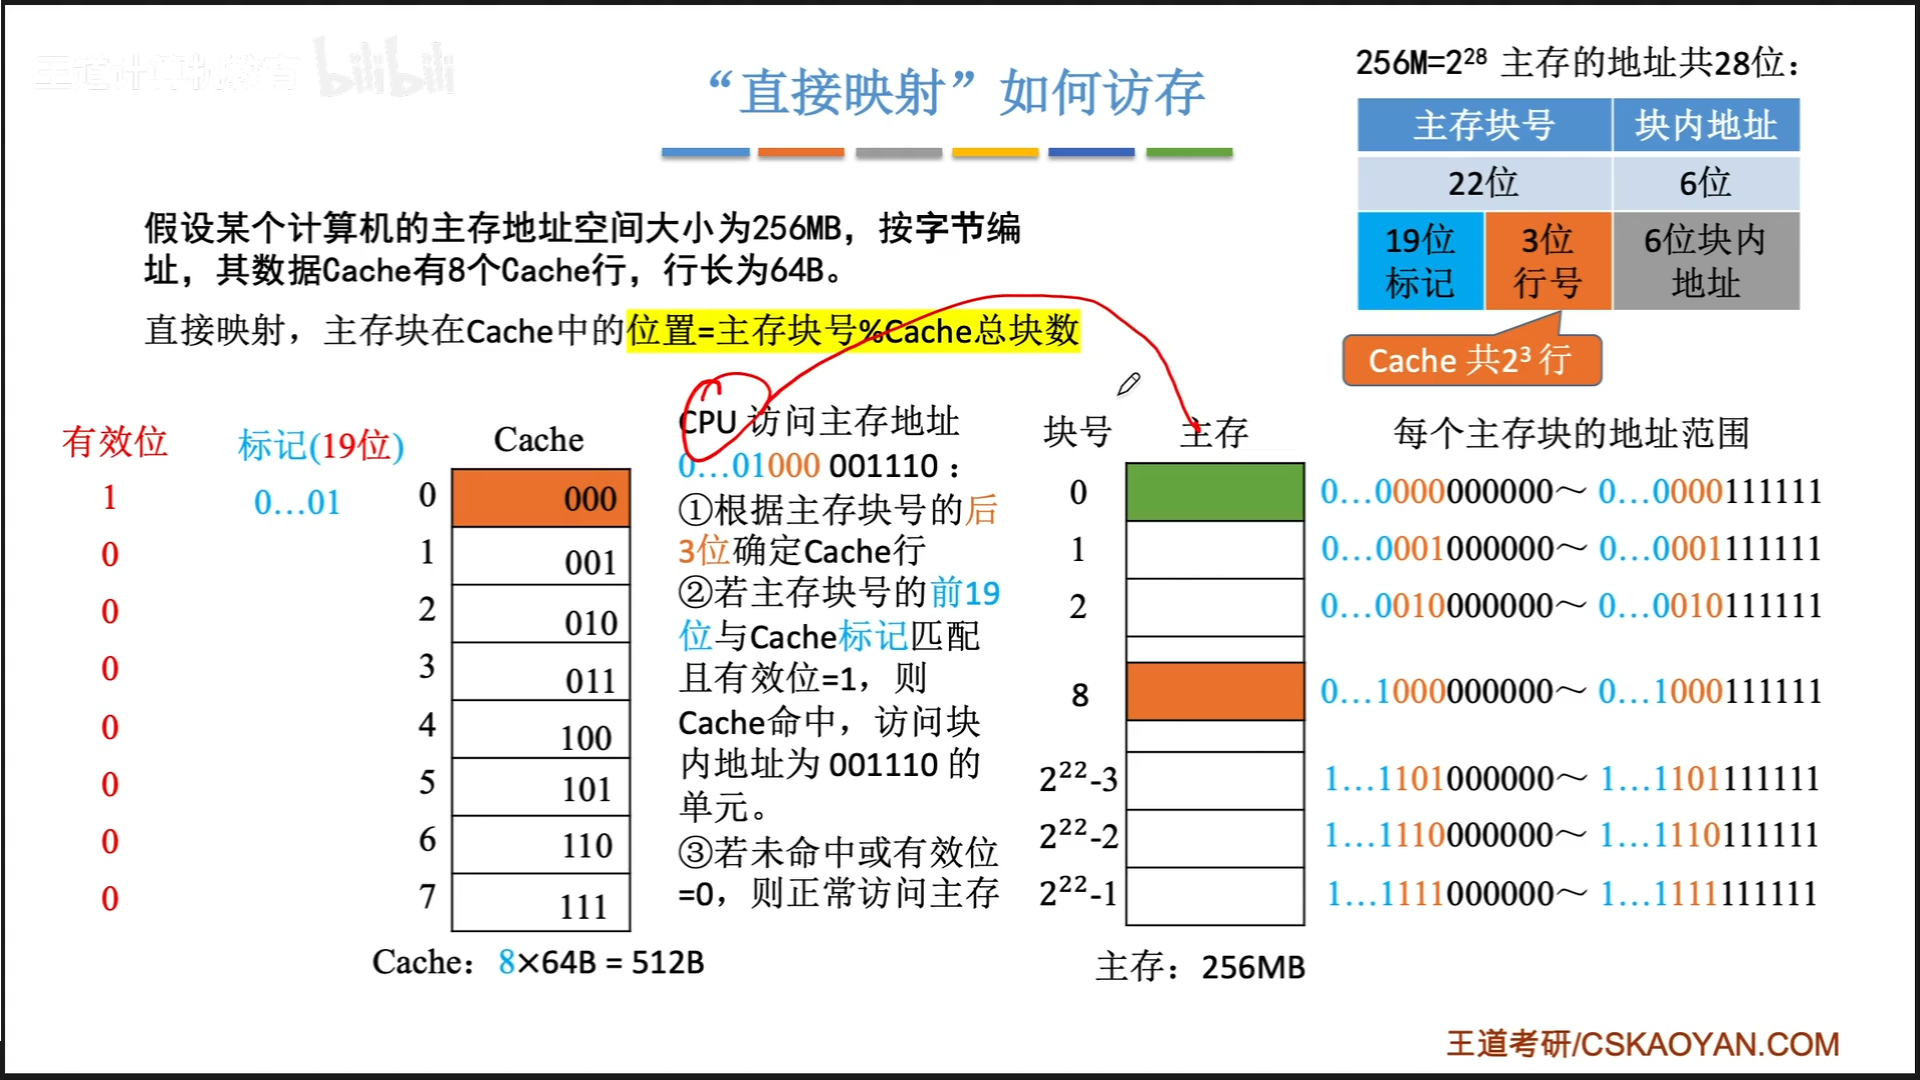 王道计算机教育 bilibili
“直接映射”如何访存
256M=2²⁸ 主存的地址共28位：
主存块号 块内地址
22位 6位
19位标记 3位行号 6位块内地址
Cache 共2³ 行
假设某个计算机的主存地址空间大小为256MB，按字节编
址，其数据Cache有8个Cache行，行长为64B。
直接映射，主存块在Cache中的位置=主存块号%Cache总块数
有效位 标记(19位) Cache
1 0…01 0 000
0 1 001
0 2 010
0 3 011
0 4 100
0 5 101
0 6 110
0 7 111
Cache：8×64B = 512B
CPU 访问主存地址
0…01000 001110：
①根据主存块号的后
3位确定Cache行
②若主存块号的前19
位与Cache标记匹配
且有效位=1，则
Cache命中，访问块
内地址为 001110 的
单元。
③若未命中或有效位
=0，则正常访问主存
块号 主存 每个主存块的地址范围
0 0…0000000000～ 0…0000111111
1 0…0001000000～ 0…0001111111
2 0…0010000000～ 0…0010111111
8 0…1000000000～ 0…1000111111
2²²-3 1…1101000000～ 1…1101111111
2²²-2 1…1110000000～ 1…1110111111
2²²-1 1…1111000000～ 1…1111111111
主存：256MB
王道考研/CSKAOYAN.COM